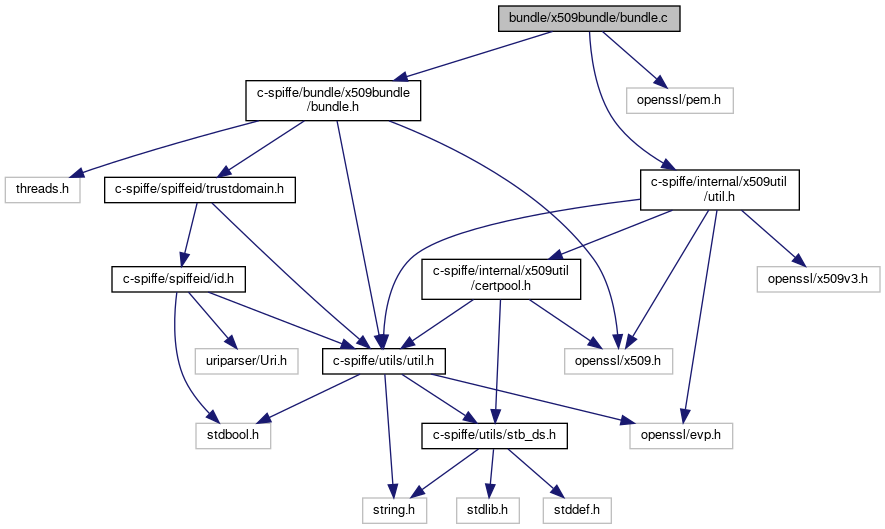 bundle/x509bundle/bundle.c
c-spiffe/bundle/x509bundle
/bundle.h
openssl/pem.h
threads.h
c-spiffe/spiffeid/trustdomain.h
c-spiffe/internal/x509util
/util.h
c-spiffe/spiffeid/id.h
c-spiffe/internal/x509util
/certpool.h
openssl/x509v3.h
uriparser/Uri.h
c-spiffe/utils/util.h
openssl/x509.h
stdbool.h
c-spiffe/utils/stb_ds.h
openssl/evp.h
string.h
stdlib.h
stddef.h